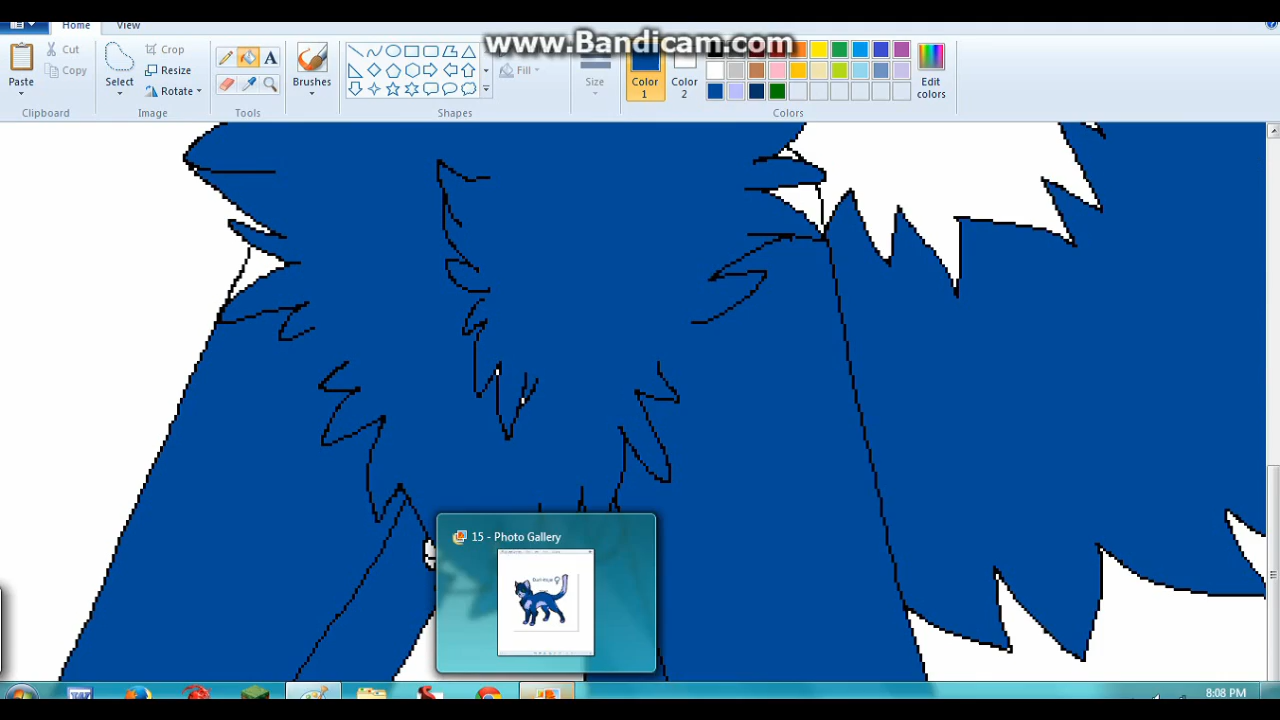 www.Bandicam.com
Home
View
Paste
Cut
Copy
Clipboard
Select
Crop
Resize
Rotate
Image
A
Tools
Brushes
Fill
Shapes
Size
Color
1
Color
2
Edit
colors
Colors
15 - Photo Gallery
8:08 PM